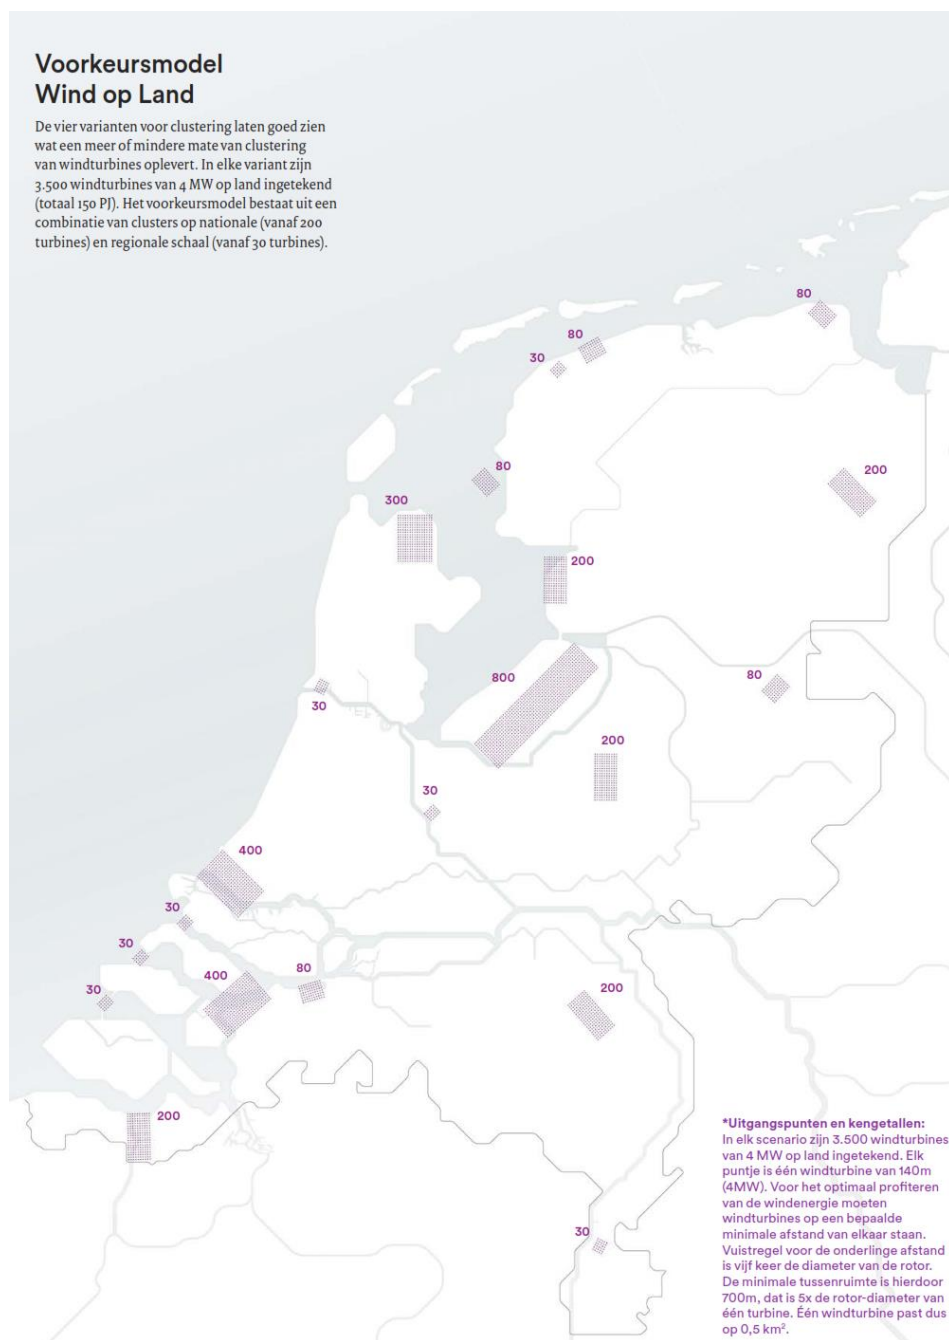 Voorkeursmodel
Wind op Land
De vier varianten voor clustering laten goed zien
wat een meer of mindere mate van clustering
van windturbines oplevert. In elke variant zijn
3.500 windturbines van 4 MW op land ingetekend
(totaal 150 PJ). Het voorkeursmodel bestaat uit een
combinatie van clusters op nationale (vanaf 200
turbines) en regionale schaal (vanaf 30 turbines).
80
80
30
80
200
300
200
800
80
30
200
30
400
30
30
400
80
30
200
200
30
*Uitgangspunten en kengetallen:
In elk scenario zijn 3.500 windturbines
van 4 MW op land ingetekend. Elk
puntje is één windturbine van 140m
(4MW). Voor het optimaal profiteren
van de windenergie moeten
windturbines op een bepaalde
minimale afstand van elkaar staan.
Vuistregel voor de onderlinge afstand
is vijf keer de diameter van de rotor.
De minimale tussenruimte is hierdoor
700m, dat is 5x de rotor-diameter van
één turbine. Één windturbine past dus
op 0,5 km².